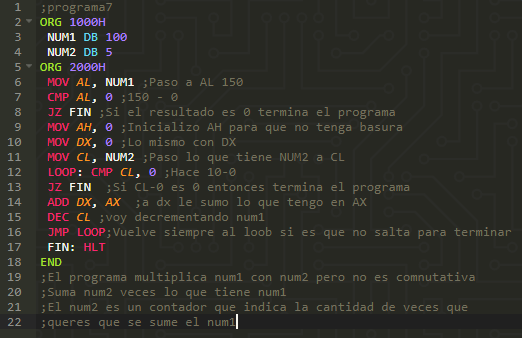 1 ;programa7
2 ORG 1000H
3 NUM1 DB 100
4 NUM2 DB 5
5 ORG 2000H
6 MOV AL, NUM1 ;Paso a AL 150
7 CMP AL, 0 ;150 - 0
8 JZ FIN ;Si el resultado es 0 termina el programa
9 MOV AH, 0 ;Inicializo AH para que no tenga basura
10 MOV DX, 0 ;Lo mismo con DX
11 MOV CL, NUM2 ;Paso lo que tiene NUM2 a CL
12 LOOP: CMP CL, 0 ;Hace 10-0
13 JZ FIN ;Si CL-0 es 0 entonces termina el programa
14 ADD DX, AX ;a dx le sumo lo que tengo en AX
15 DEC CL ;voy decrementando num1
16 JMP LOOP;Vuelve siempre al loob si es que no salta para terminar
17 FIN: HLT
18 END
19 ;El programa multiplica num1 con num2 pero no es comnutativa
20 ;Suma num2 veces lo que tiene num1
21 ;El num2 es un contador que indica la cantidad de veces que
22 ;queres que se sume el num1